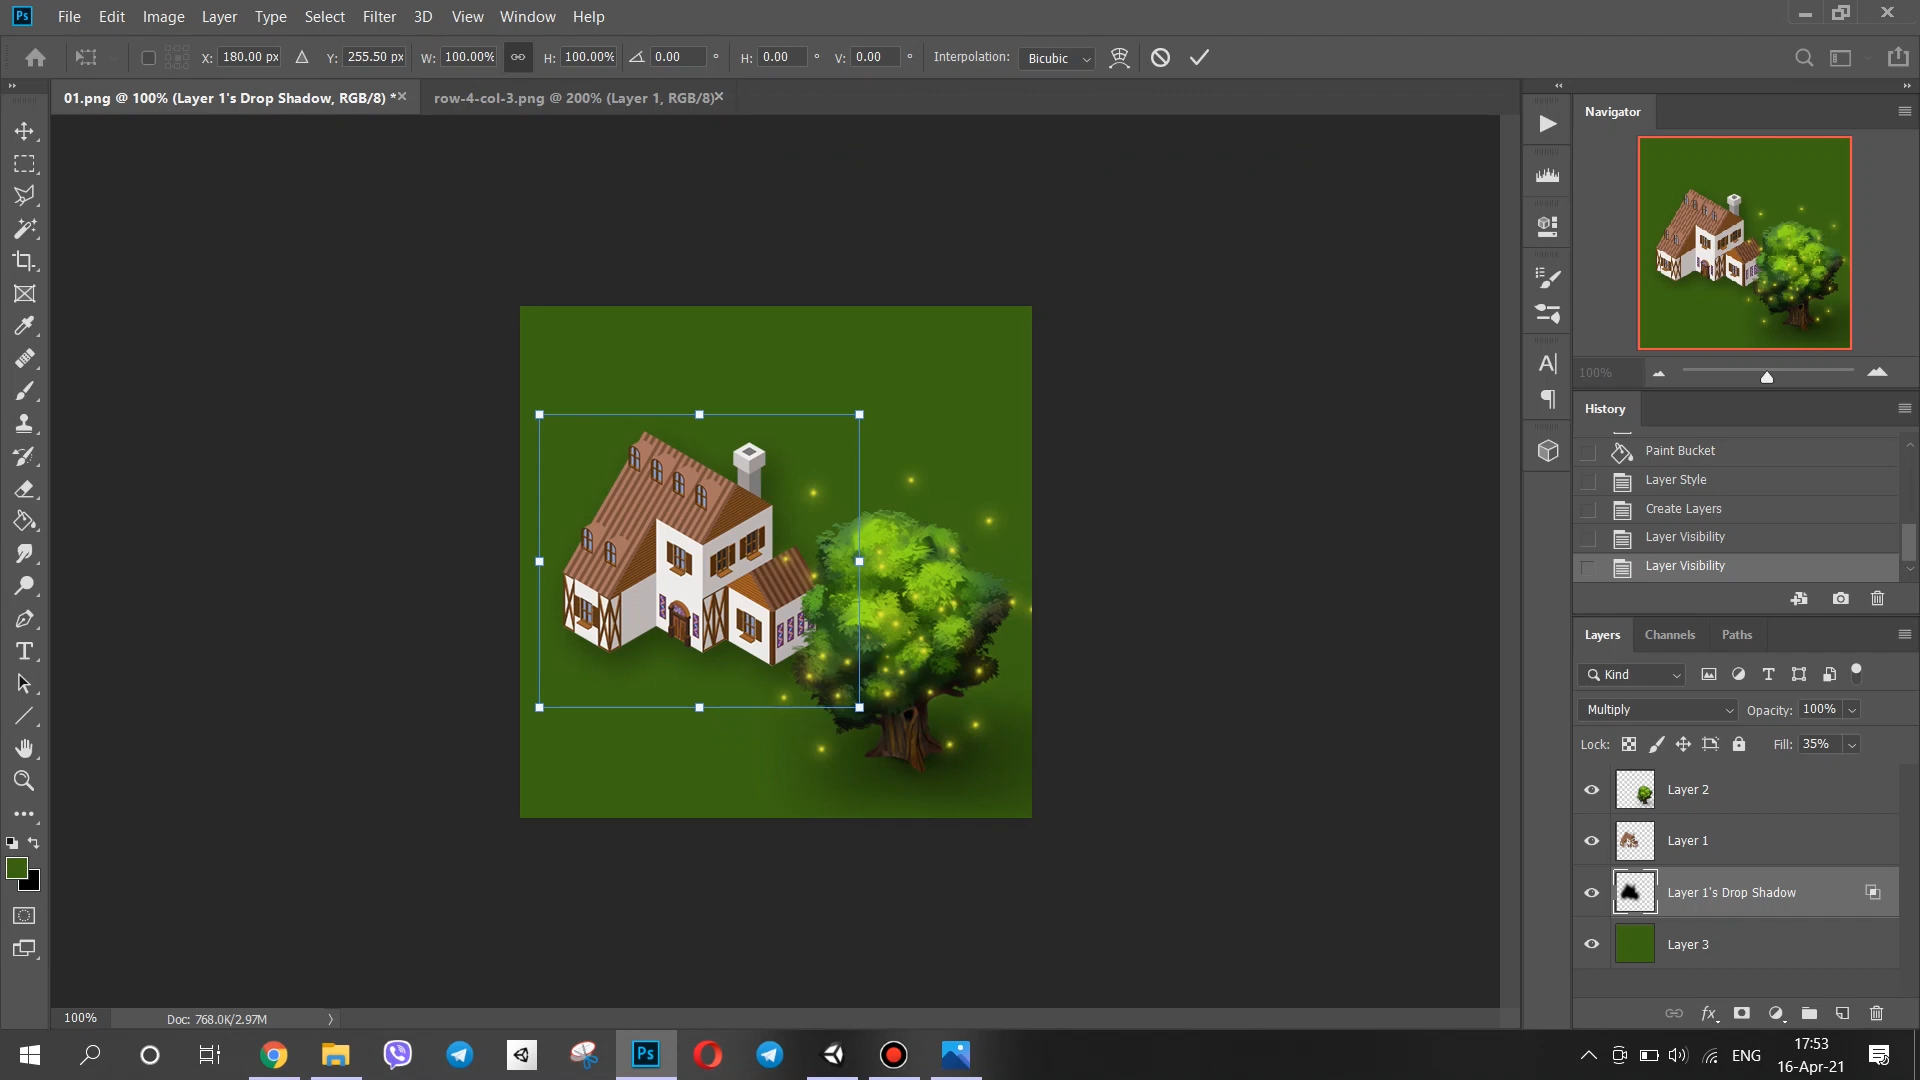 Ps File Edit Image Layer Type Select Filter 3D View Window Help
X: 180.00 px Y: 255.50 px W: 100.00% H: 100.00% 0.00 ° H: 0.00 ° V: 0.00 ° Interpolation: Bicubic
01.png @ 100% (Layer 1's Drop Shadow, RGB/8) * row-4-col-3.png @ 200% (Layer 1, RGB/8)
Navigator
100%
History
Paint Bucket
Layer Style
Create Layers
Layer Visibility
Layer Visibility
Layers Channels Paths
Kind
Multiply Opacity: 100%
Lock: Fill: 35%
Layer 2
Layer 1
Layer 1's Drop Shadow
Layer 3
fx
100% Doc: 768.0K/2.97M
Ps ENG 17:53
16-Apr-21